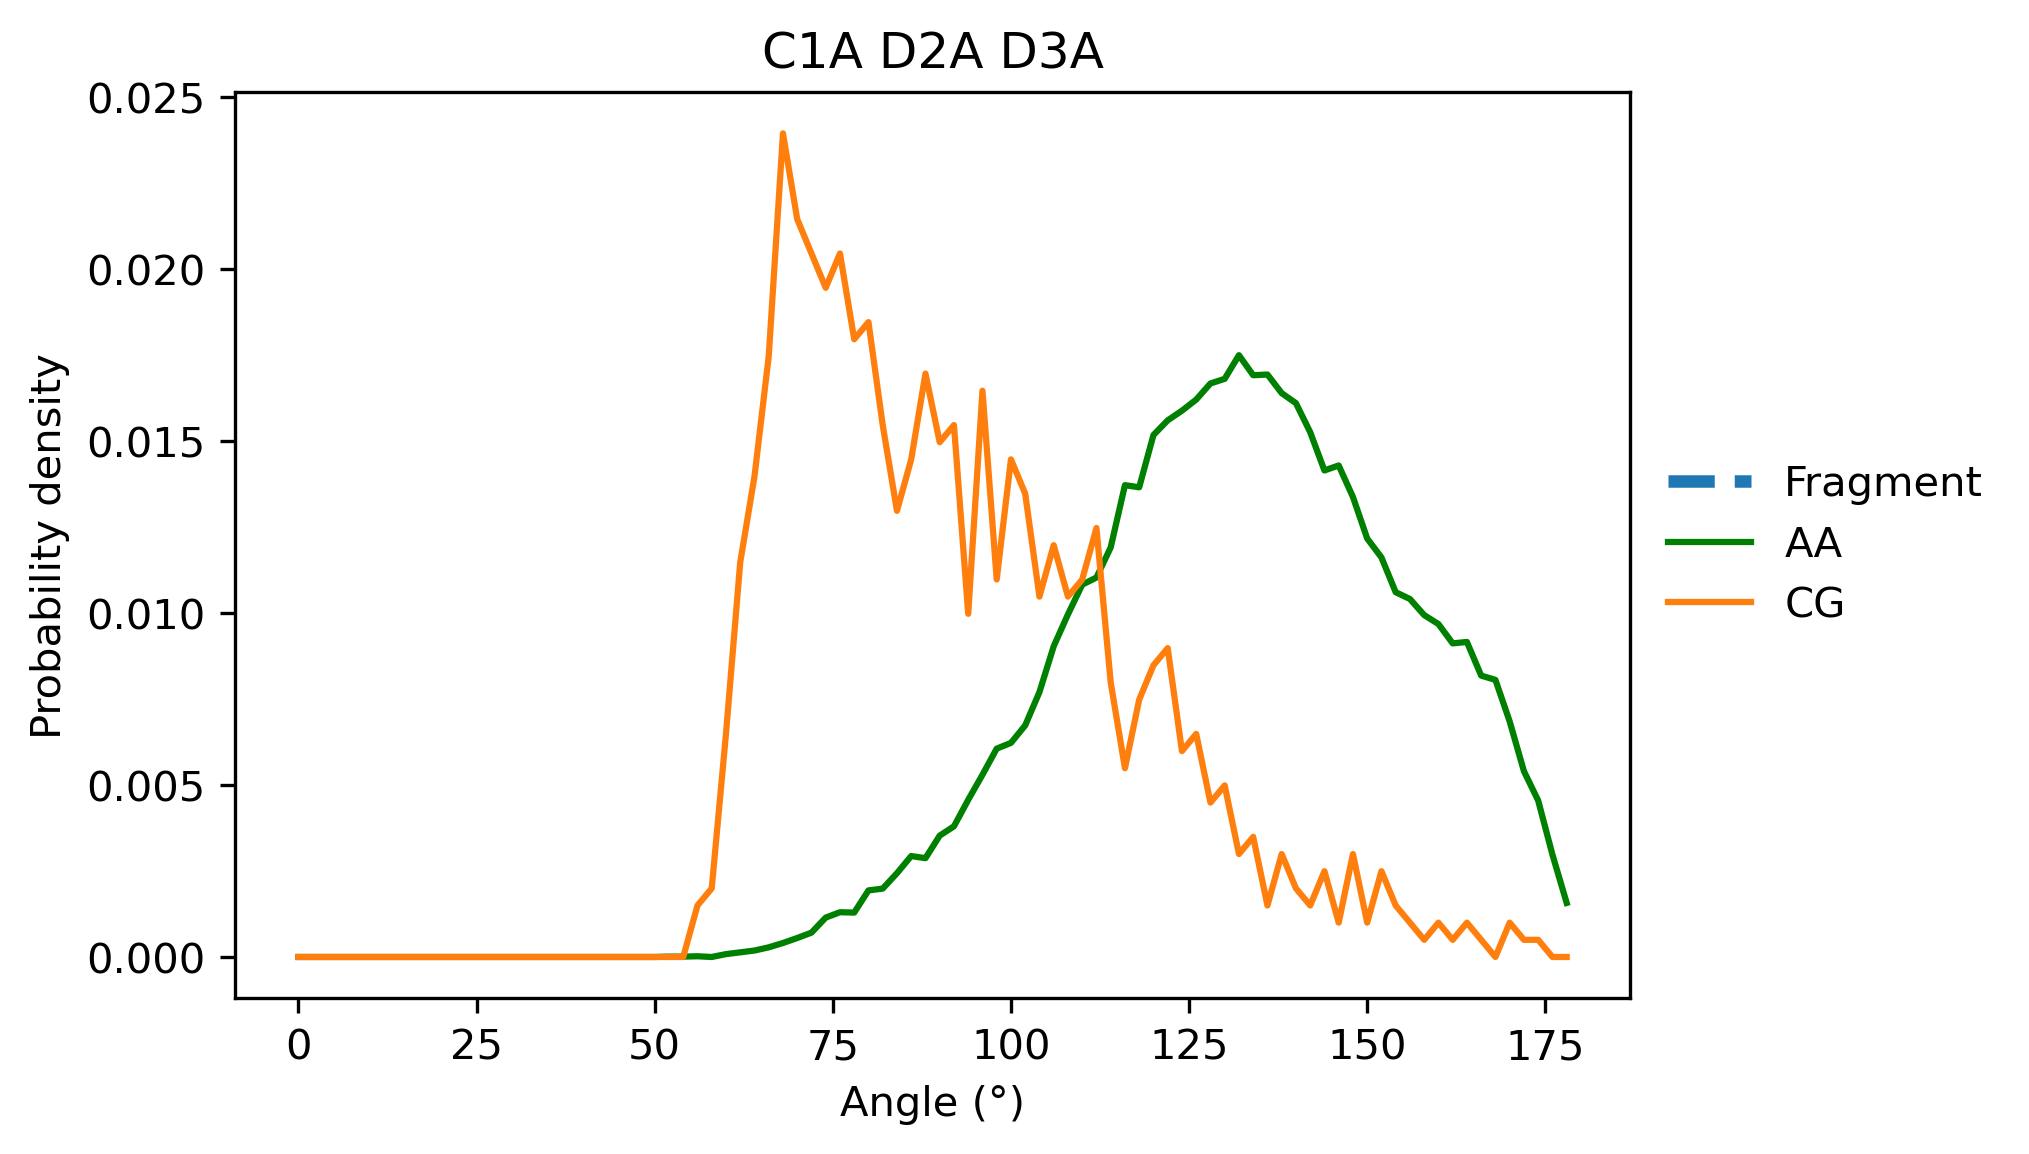 C1A D2A D3A
0.025
0.020
0.015
0.010
0.005
0.000
Probability density
0 25 50 75 100 125 150 175
Angle (°)
Fragment
AA
CG